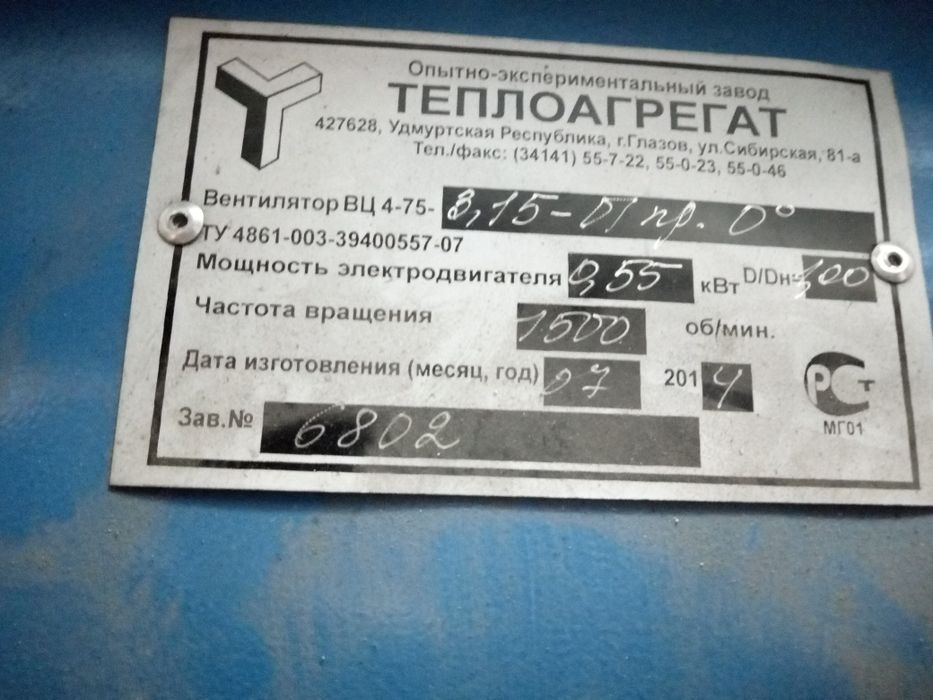 Опытно-экспериментальный завод
ТЕПЛОАГРЕГАТ
427628, Удмуртская Республика, г.Глазов, ул.Сибирская, 81-а
Тел./факс: (34141) 55-7-22, 55-0-23, 55-0-46
Вентилятор ВЦ 4-75- 3,15-01 пр. 0°
ТУ 4861-003-39400557-07
Мощность электродвигателя 0,55 кВт D/Dн= 1,00
Частота вращения 1500 об/мин.
Дата изготовления (месяц, год) 07 2014
Зав.№ 6802
РСТ
МГ01